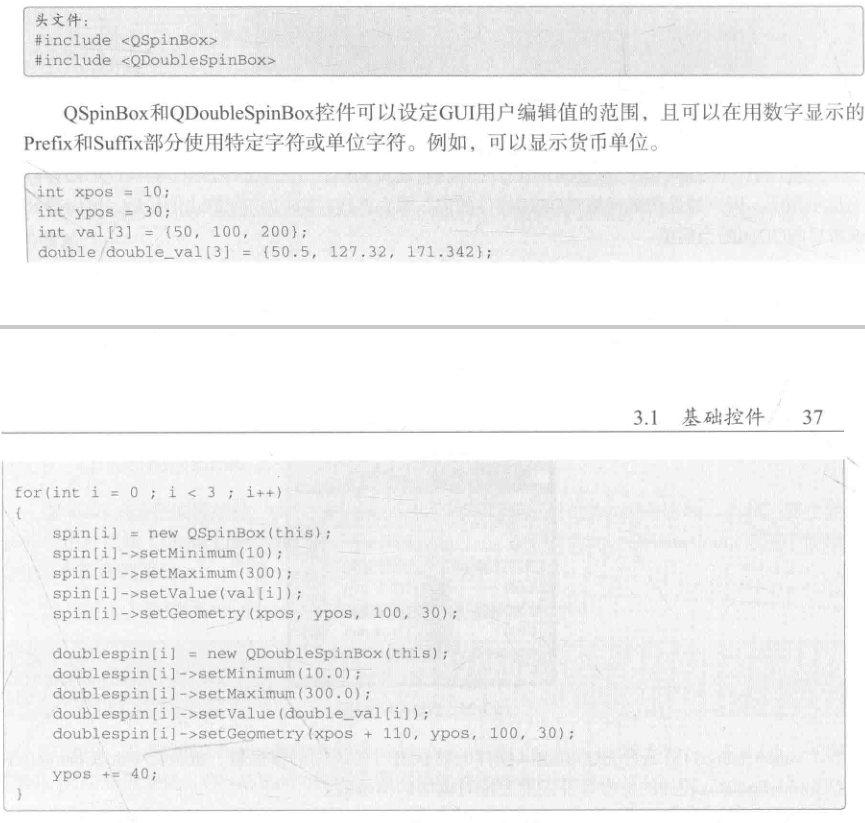 头文件:
#include <QSpinBox>
#include <QDoubleSpinBox>
QSpinBox和QDoubleSpinBox控件可以设定GUI用户编辑值的范围，且可以在用数字显示的
Prefix和Suffix部分使用特定字符或单位字符。例如，可以显示货币单位。
int xpos = 10;
int ypos = 30;
int val[3] = {50, 100, 200};
double double_val[3] = {50.5, 127.32, 171.342};
3.1 基础控件 37
for(int i = 0 ; i < 3 ; i++)
{
spin[i] = new QSpinBox(this);
spin[i]->setMinimum(10);
spin[i]->setMaximum(300);
spin[i]->setValue(val[i]);
spin[i]->setGeometry(xpos, ypos, 100, 30);
doublespin[i] = new QDoubleSpinBox(this);
doublespin[i]->setMinimum(10.0);
doublespin[i]->setMaximum(300.0);
doublespin[i]->setValue(double_val[i]);
doublespin[i]->setGeometry(xpos + 110, ypos, 100, 30);
ypos += 40;
}